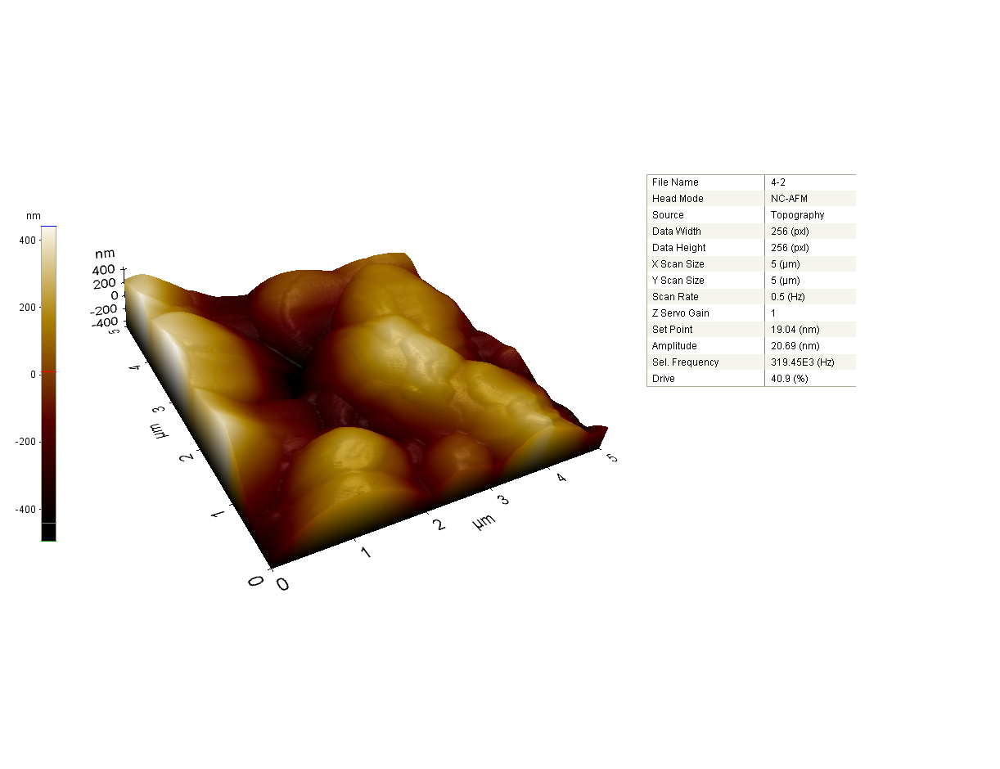 nm
400
200
0
-200
-400
nm
400
200
0
-200
-400
5
4
3
µm
2
1
0
0
1
2
µm
3
4
5
File Name 4-2
Head Mode NC-AFM
Source Topography
Data Width 256 (pxl)
Data Height 256 (pxl)
X Scan Size 5 (µm)
Y Scan Size 5 (µm)
Scan Rate 0.5 (Hz)
Z Servo Gain 1
Set Point 19.04 (nm)
Amplitude 20.69 (nm)
Sel. Frequency 319.45E3 (Hz)
Drive 40.9 (%)